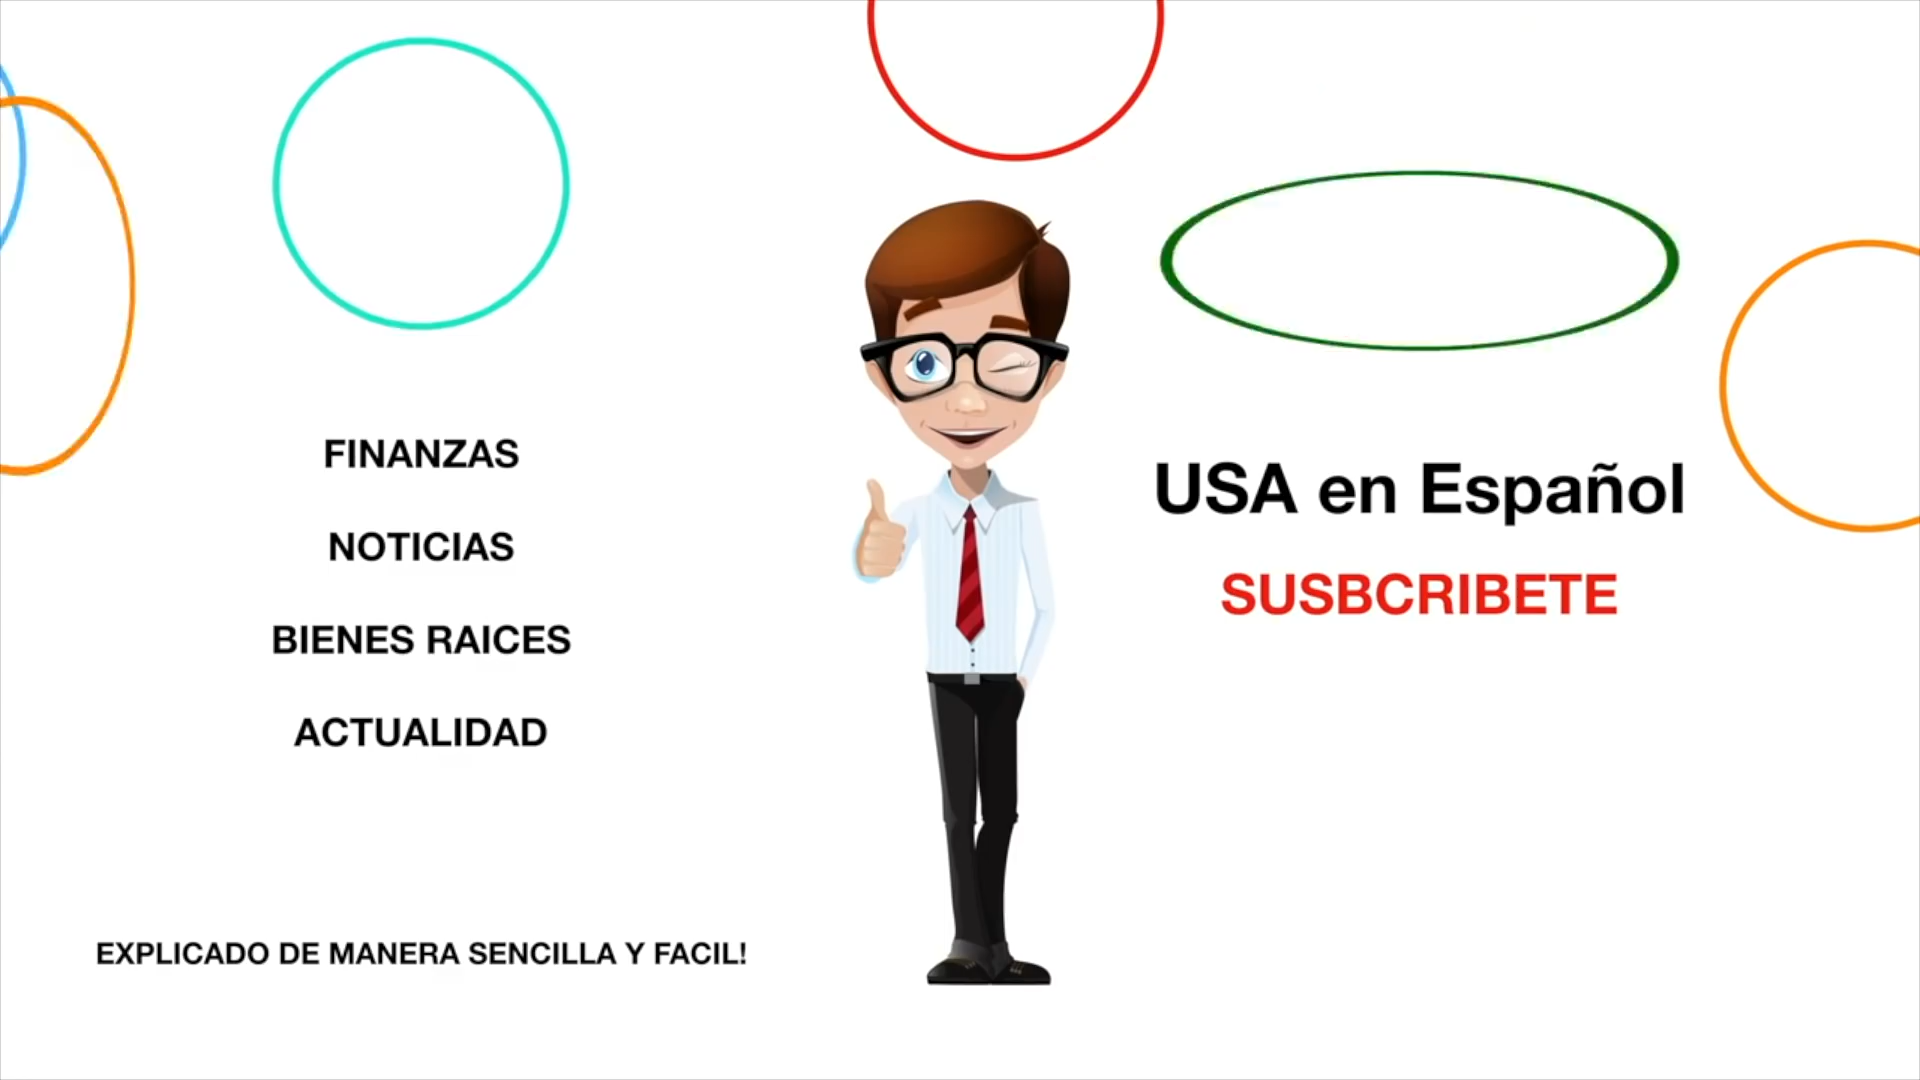 FINANZAS
NOTICIAS
BIENES RAICES
ACTUALIDAD
EXPLICADO DE MANERA SENCILLA Y FACIL!
USA en Español
SUSBCRIBETE